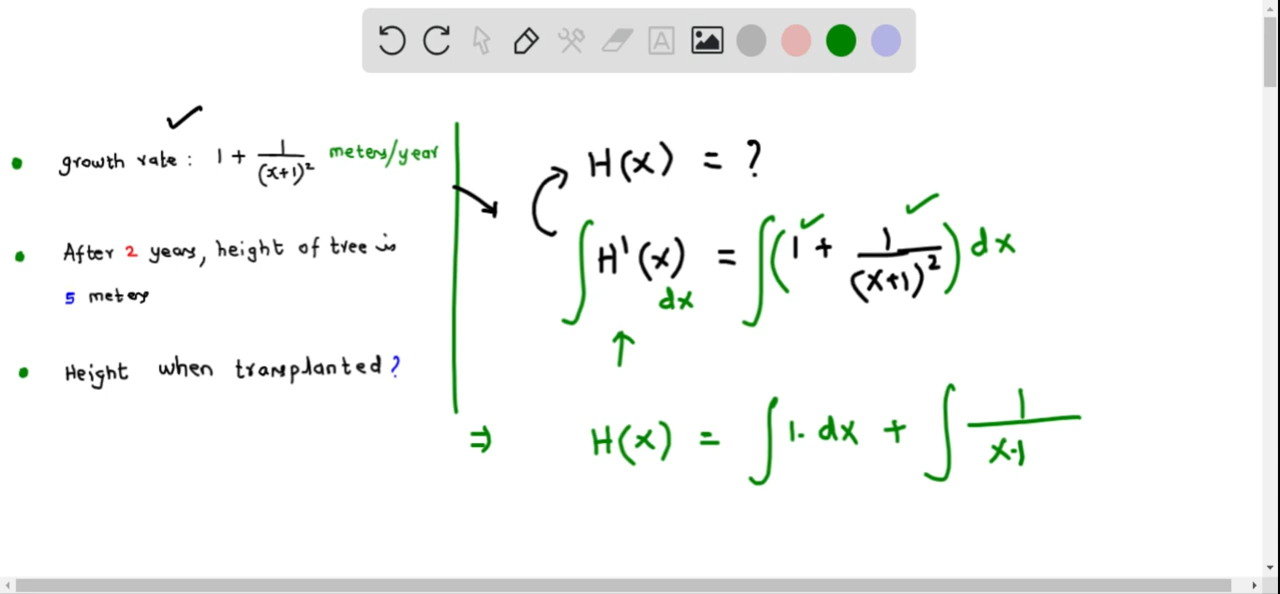 growth rate : 1 + 1/(x+1)² meters/year
After 2 years, height of tree is
5 meters
Height when transplanted ?
H(x) = ?
∫ H'(x) dx = ∫ (1 + 1/(x+1)²) dx
⇒ H(x) = ∫ 1. dx + ∫ 1/x-1